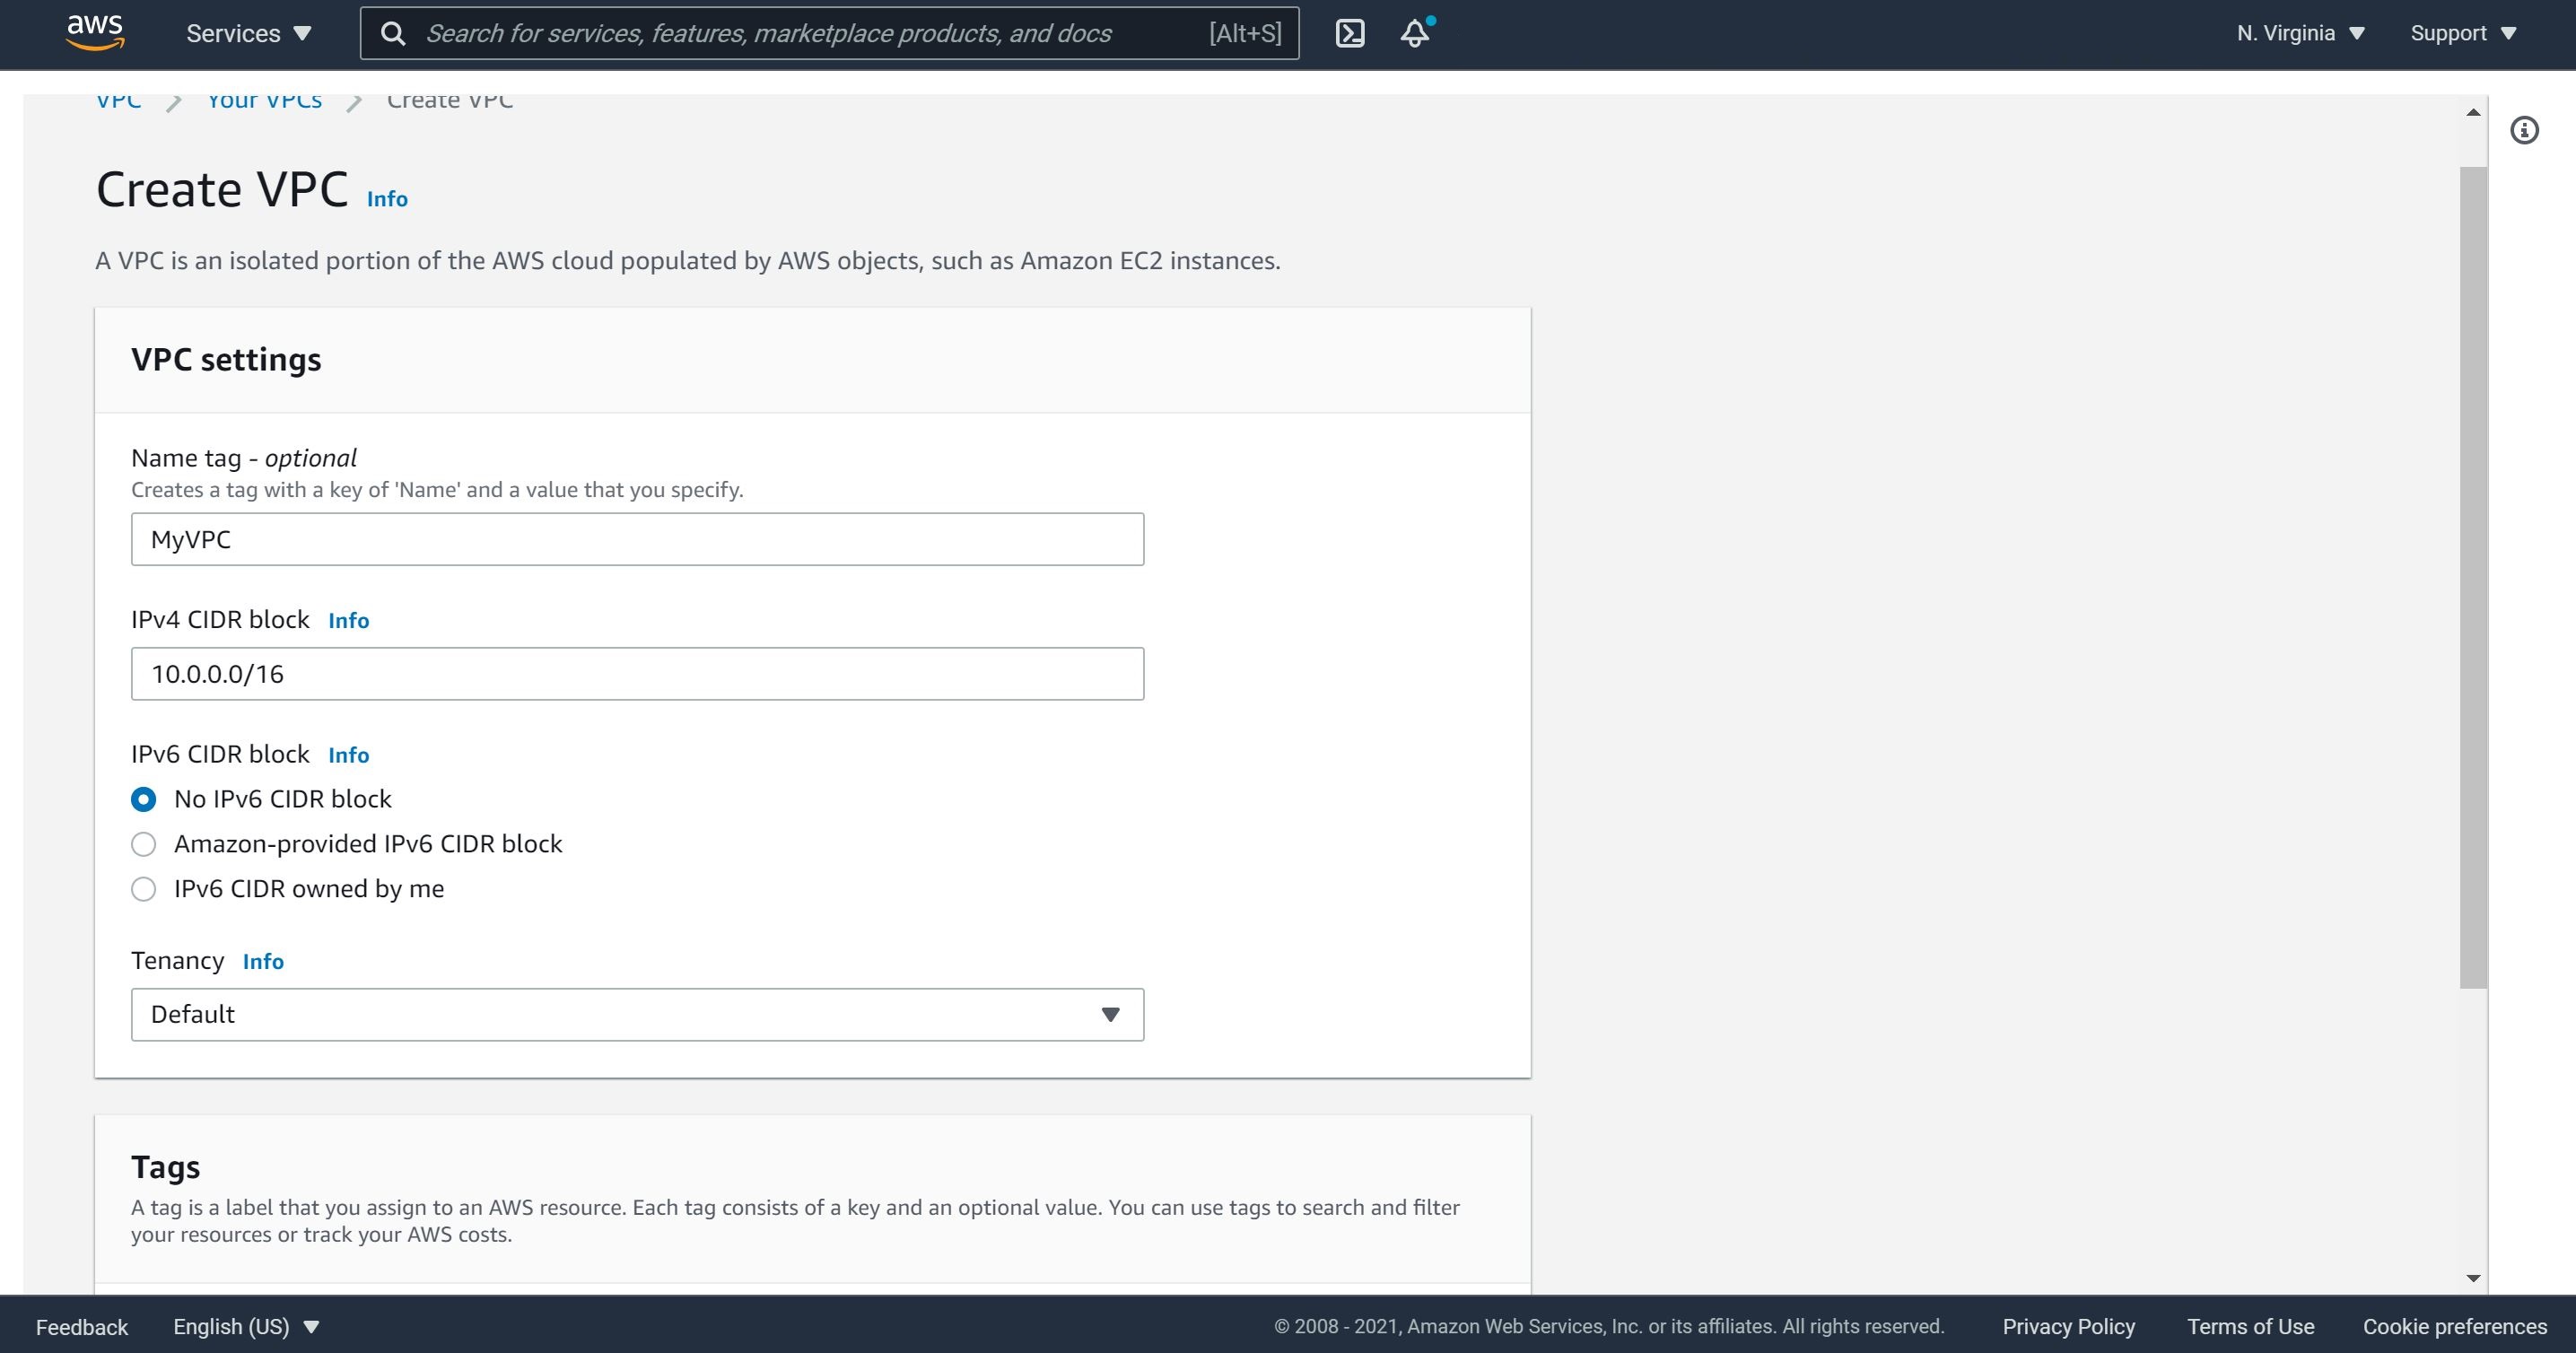 aws
Services
Search for services, features, marketplace products, and docs [Alt+S]
N. Virginia
Support
VPC > Your VPCs > Create VPC
Create VPC Info
A VPC is an isolated portion of the AWS cloud populated by AWS objects, such as Amazon EC2 instances.
VPC settings
Name tag - optional
Creates a tag with a key of 'Name' and a value that you specify.
MyVPC
IPv4 CIDR block Info
10.0.0.0/16
IPv6 CIDR block Info
No IPv6 CIDR block
Amazon-provided IPv6 CIDR block
IPv6 CIDR owned by me
Tenancy Info
Default
Tags
A tag is a label that you assign to an AWS resource. Each tag consists of a key and an optional value. You can use tags to search and filter
your resources or track your AWS costs.
Feedback
English (US)
© 2008 - 2021, Amazon Web Services, Inc. or its affiliates. All rights reserved.
Privacy Policy
Terms of Use
Cookie preferences